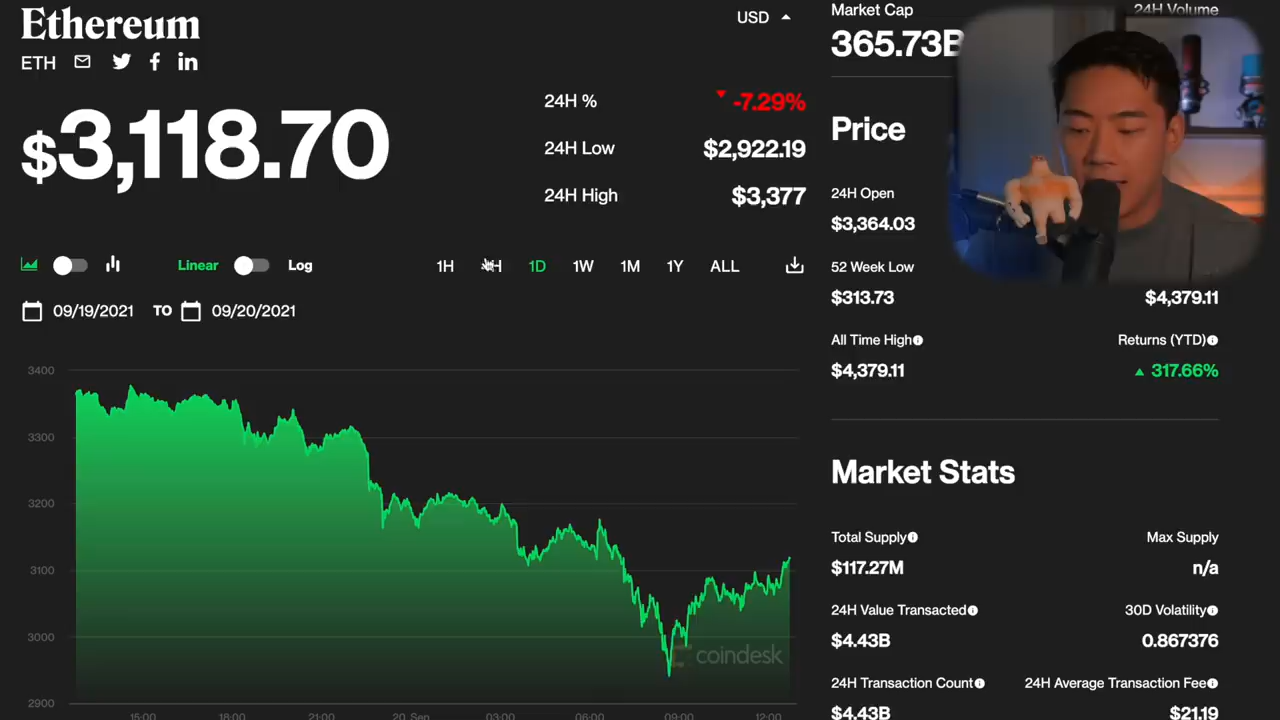 Ethereum
ETH
$3,118.70
USD
24H % -7.29%
24H Low $2,922.19
24H High $3,377
Linear Log
1H 1D 1W 1M 1Y ALL
09/19/2021 TO 09/20/2021
3400
3300
3200
3100
3000
2900
15:00 18:00 21:00 20. Sep 03:00 06:00 09:00 12:00
coindesk
Market Cap 24H Volume
365.73B
Price
24H Open
$3,364.03
52 Week Low
$313.73 $4,379.11
All Time High Returns (YTD)
$4,379.11 317.66%
Market Stats
Total Supply Max Supply
$117.27M n/a
24H Value Transacted 30D Volatility
$4.43B 0.867376
24H Transaction Count 24H Average Transaction Fee
$4.43B $21.19